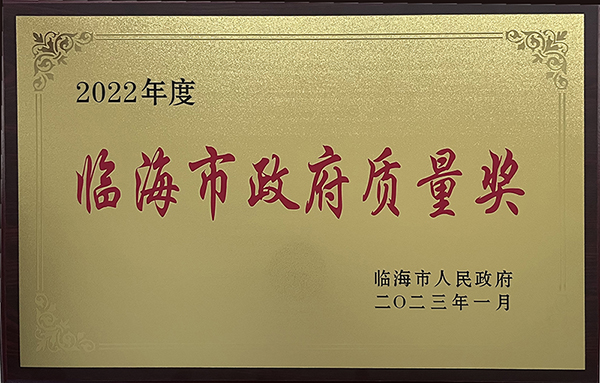 2022年度
临海市政府质量奖
临海市人民政府
二〇二三年一月